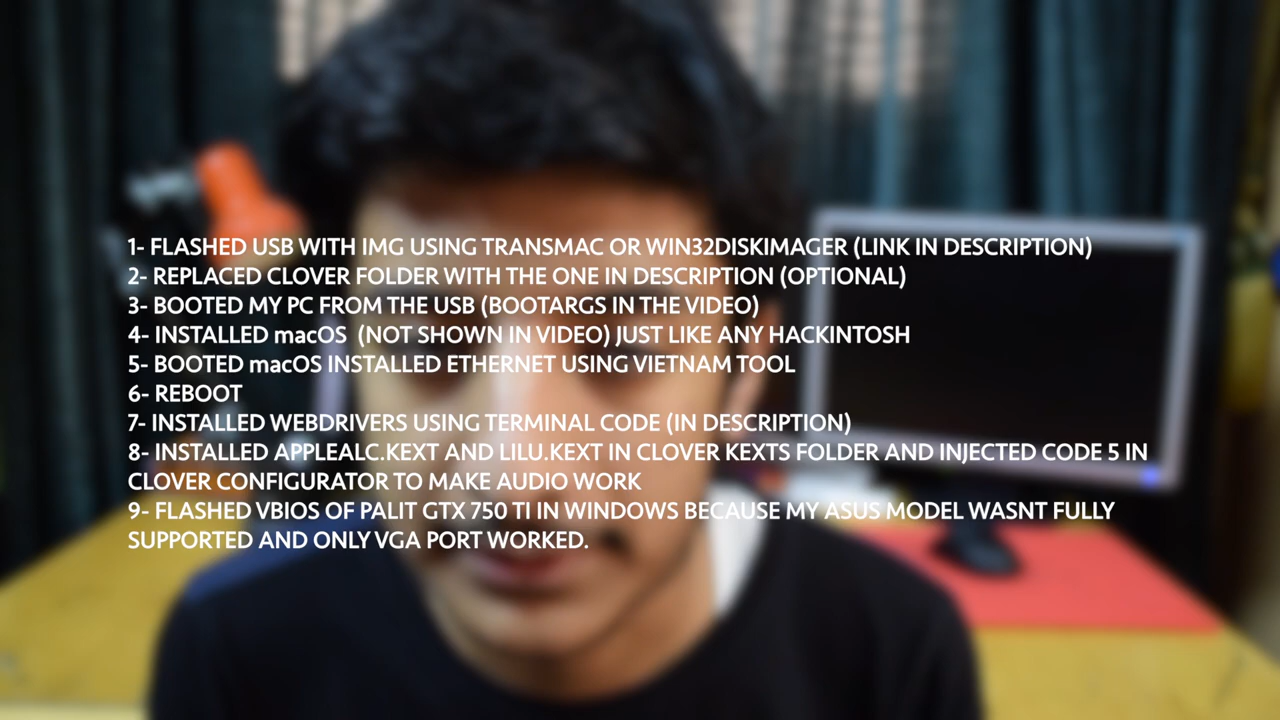 1- FLASHED USB WITH IMG USING TRANSMAC OR WIN32DISKIMAGER (LINK IN DESCRIPTION)
2- REPLACED CLOVER FOLDER WITH THE ONE IN DESCRIPTION (OPTIONAL)
3- BOOTED MY PC FROM THE USB (BOOTARGS IN THE VIDEO)
4- INSTALLED macOS  (NOT SHOWN IN VIDEO) JUST LIKE ANY HACKINTOSH
5- BOOTED macOS INSTALLED ETHERNET USING VIETNAM TOOL
6- REBOOT
7- INSTALLED WEBDRIVERS USING TERMINAL CODE (IN DESCRIPTION)
8- INSTALLED APPLEALC.KEXT AND LILU.KEXT IN CLOVER KEXTS FOLDER AND INJECTED CODE 5 IN
CLOVER CONFIGURATOR TO MAKE AUDIO WORK
9- FLASHED VBIOS OF PALIT GTX 750 TI IN WINDOWS BECAUSE MY ASUS MODEL WASNT FULLY
SUPPORTED AND ONLY VGA PORT WORKED.